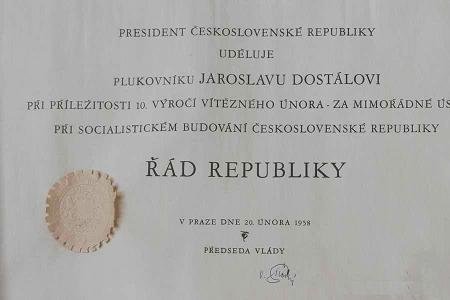 PRESIDENT ČESKOSLOVENSKÉ REPUBLIKY
UDĚLUJE
PLUKOVNÍKU JAROSLAVU DOSTÁLOVI
PŘI PŘÍLEŽITOSTI 10. VÝROČÍ VÍTĚZNÉHO ÚNORA - ZA MIMOŘÁDNÉ ÚS
PŘI SOCIALISTICKÉM BUDOVÁNÍ ČESKOSLOVENSKÉ REPUBLIKY
ŘÁD REPUBLIKY
V PRAZE DNE 20. ÚNORA 1958
PŘEDSEDA VLÁDY